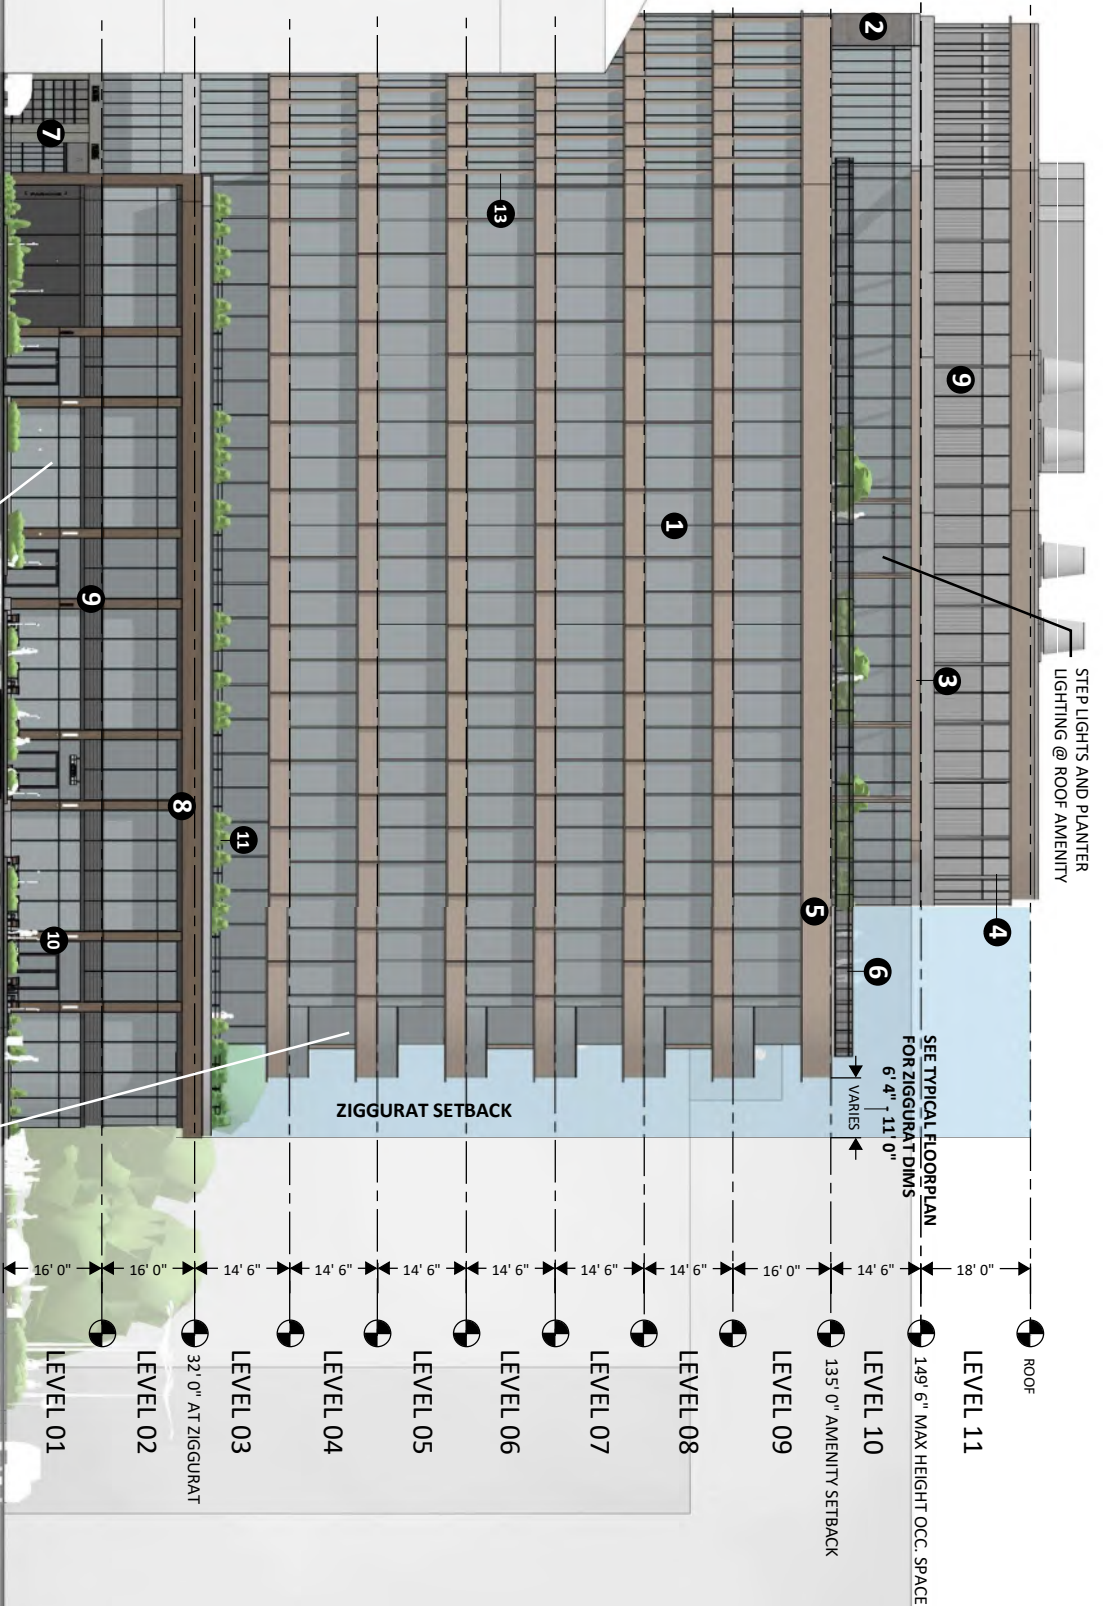 STEP LIGHTS AND PLANTER
LIGHTING @ ROOF AMENITY
2
7
13
9
1
3
9
8
11
4
5
10
6
SEE TYPICAL FLOORPLAN
FOR ZIGGURAT DIMS
6' 4" - 11' 0"
VARIES
ZIGGURAT SETBACK
16' 0"
16' 0"
14' 6"
14' 6"
14' 6"
14' 6"
14' 6"
14' 6"
16' 0"
14' 6"
18' 0"
ROOF
LEVEL 11
149' 6" MAX HEIGHT OCC. SPACE
LEVEL 10
135' 0" AMENITY SETBACK
LEVEL 09
LEVEL 08
LEVEL 07
LEVEL 06
LEVEL 05
LEVEL 04
LEVEL 03
32' 0" AT ZIGGURAT
LEVEL 02
LEVEL 01